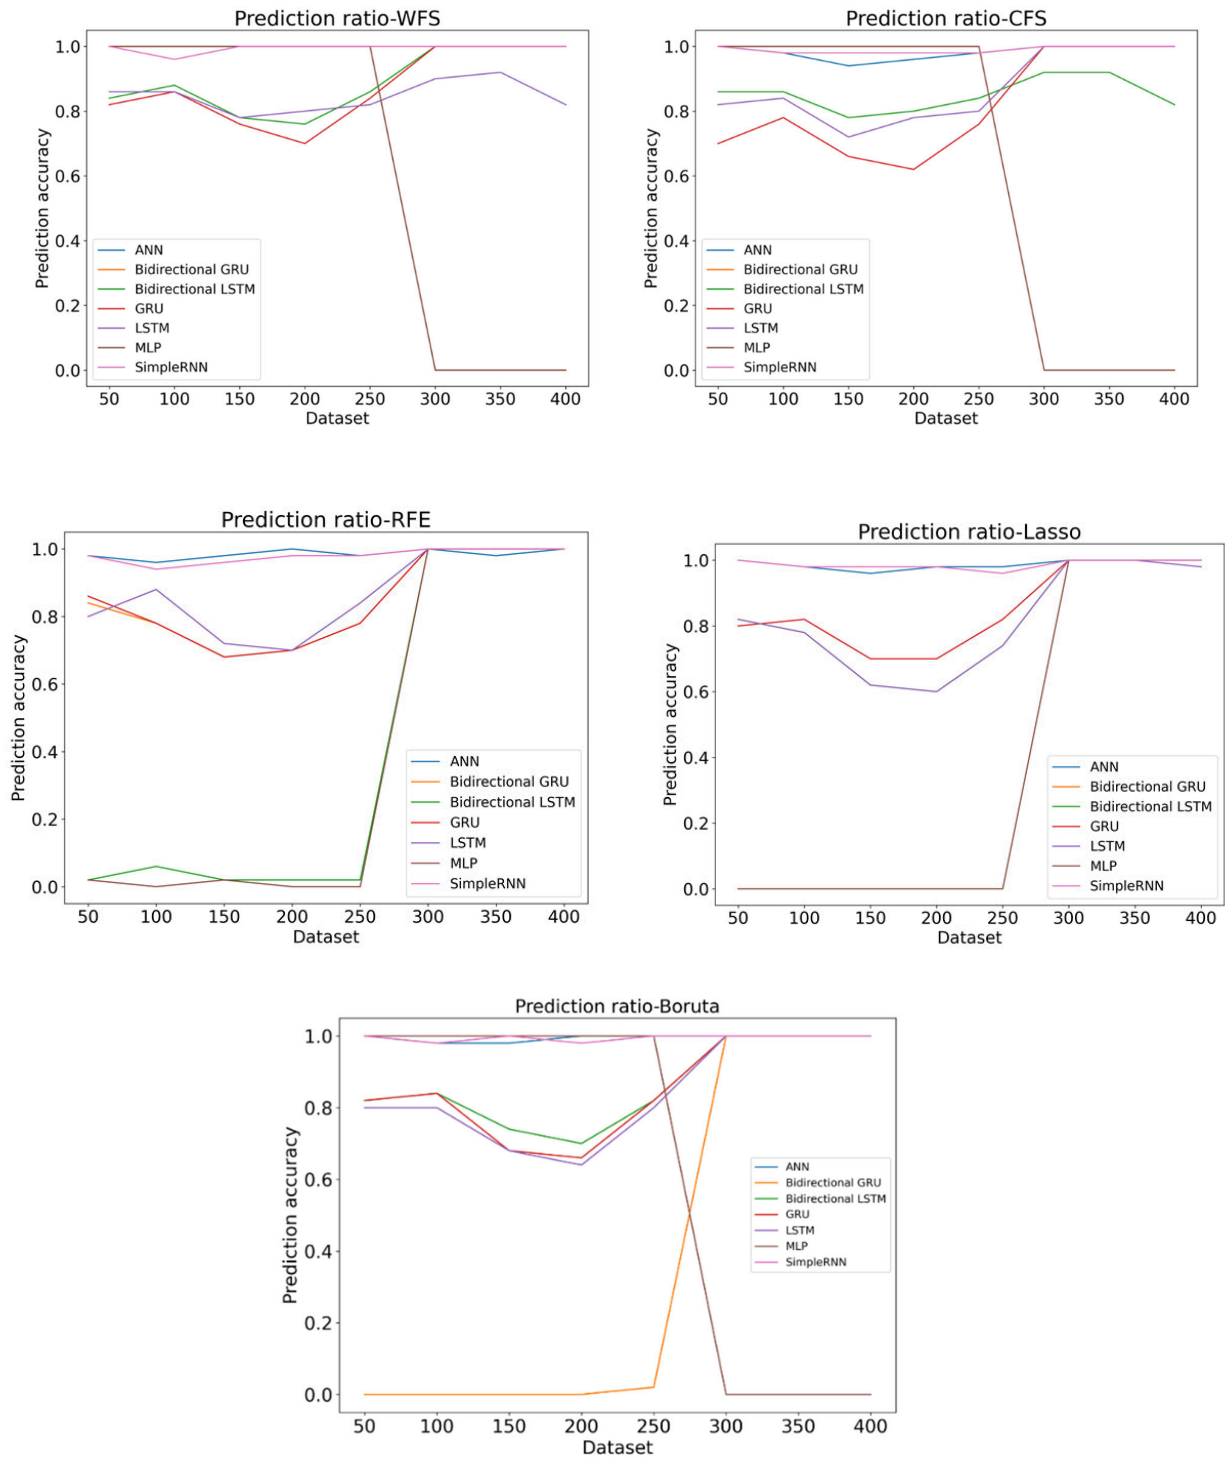 Prediction ratio-WFS
Prediction accuracy
1.0
0.8
0.6
0.4
0.2
0.0
ANN
Bidirectional GRU
Bidirectional LSTM
GRU
LSTM
MLP
SimpleRNN
50 100 150 200 250 300 350 400
Dataset
Prediction ratio-CFS
Prediction accuracy
1.0
0.8
0.6
0.4
0.2
0.0
ANN
Bidirectional GRU
Bidirectional LSTM
GRU
LSTM
MLP
SimpleRNN
50 100 150 200 250 300 350 400
Dataset
Prediction ratio-RFE
Prediction accuracy
1.0
0.8
0.6
0.4
0.2
0.0
ANN
Bidirectional GRU
Bidirectional LSTM
GRU
LSTM
MLP
SimpleRNN
50 100 150 200 250 300 350 400
Dataset
Prediction ratio-Lasso
Prediction accuracy
1.0
0.8
0.6
0.4
0.2
0.0
ANN
Bidirectional GRU
Bidirectional LSTM
GRU
LSTM
MLP
SimpleRNN
50 100 150 200 250 300 350 400
Dataset
Prediction ratio-Boruta
Prediction accuracy
1.0
0.8
0.6
0.4
0.2
0.0
ANN
Bidirectional GRU
Bidirectional LSTM
GRU
LSTM
MLP
SimpleRNN
50 100 150 200 250 300 350 400
Dataset